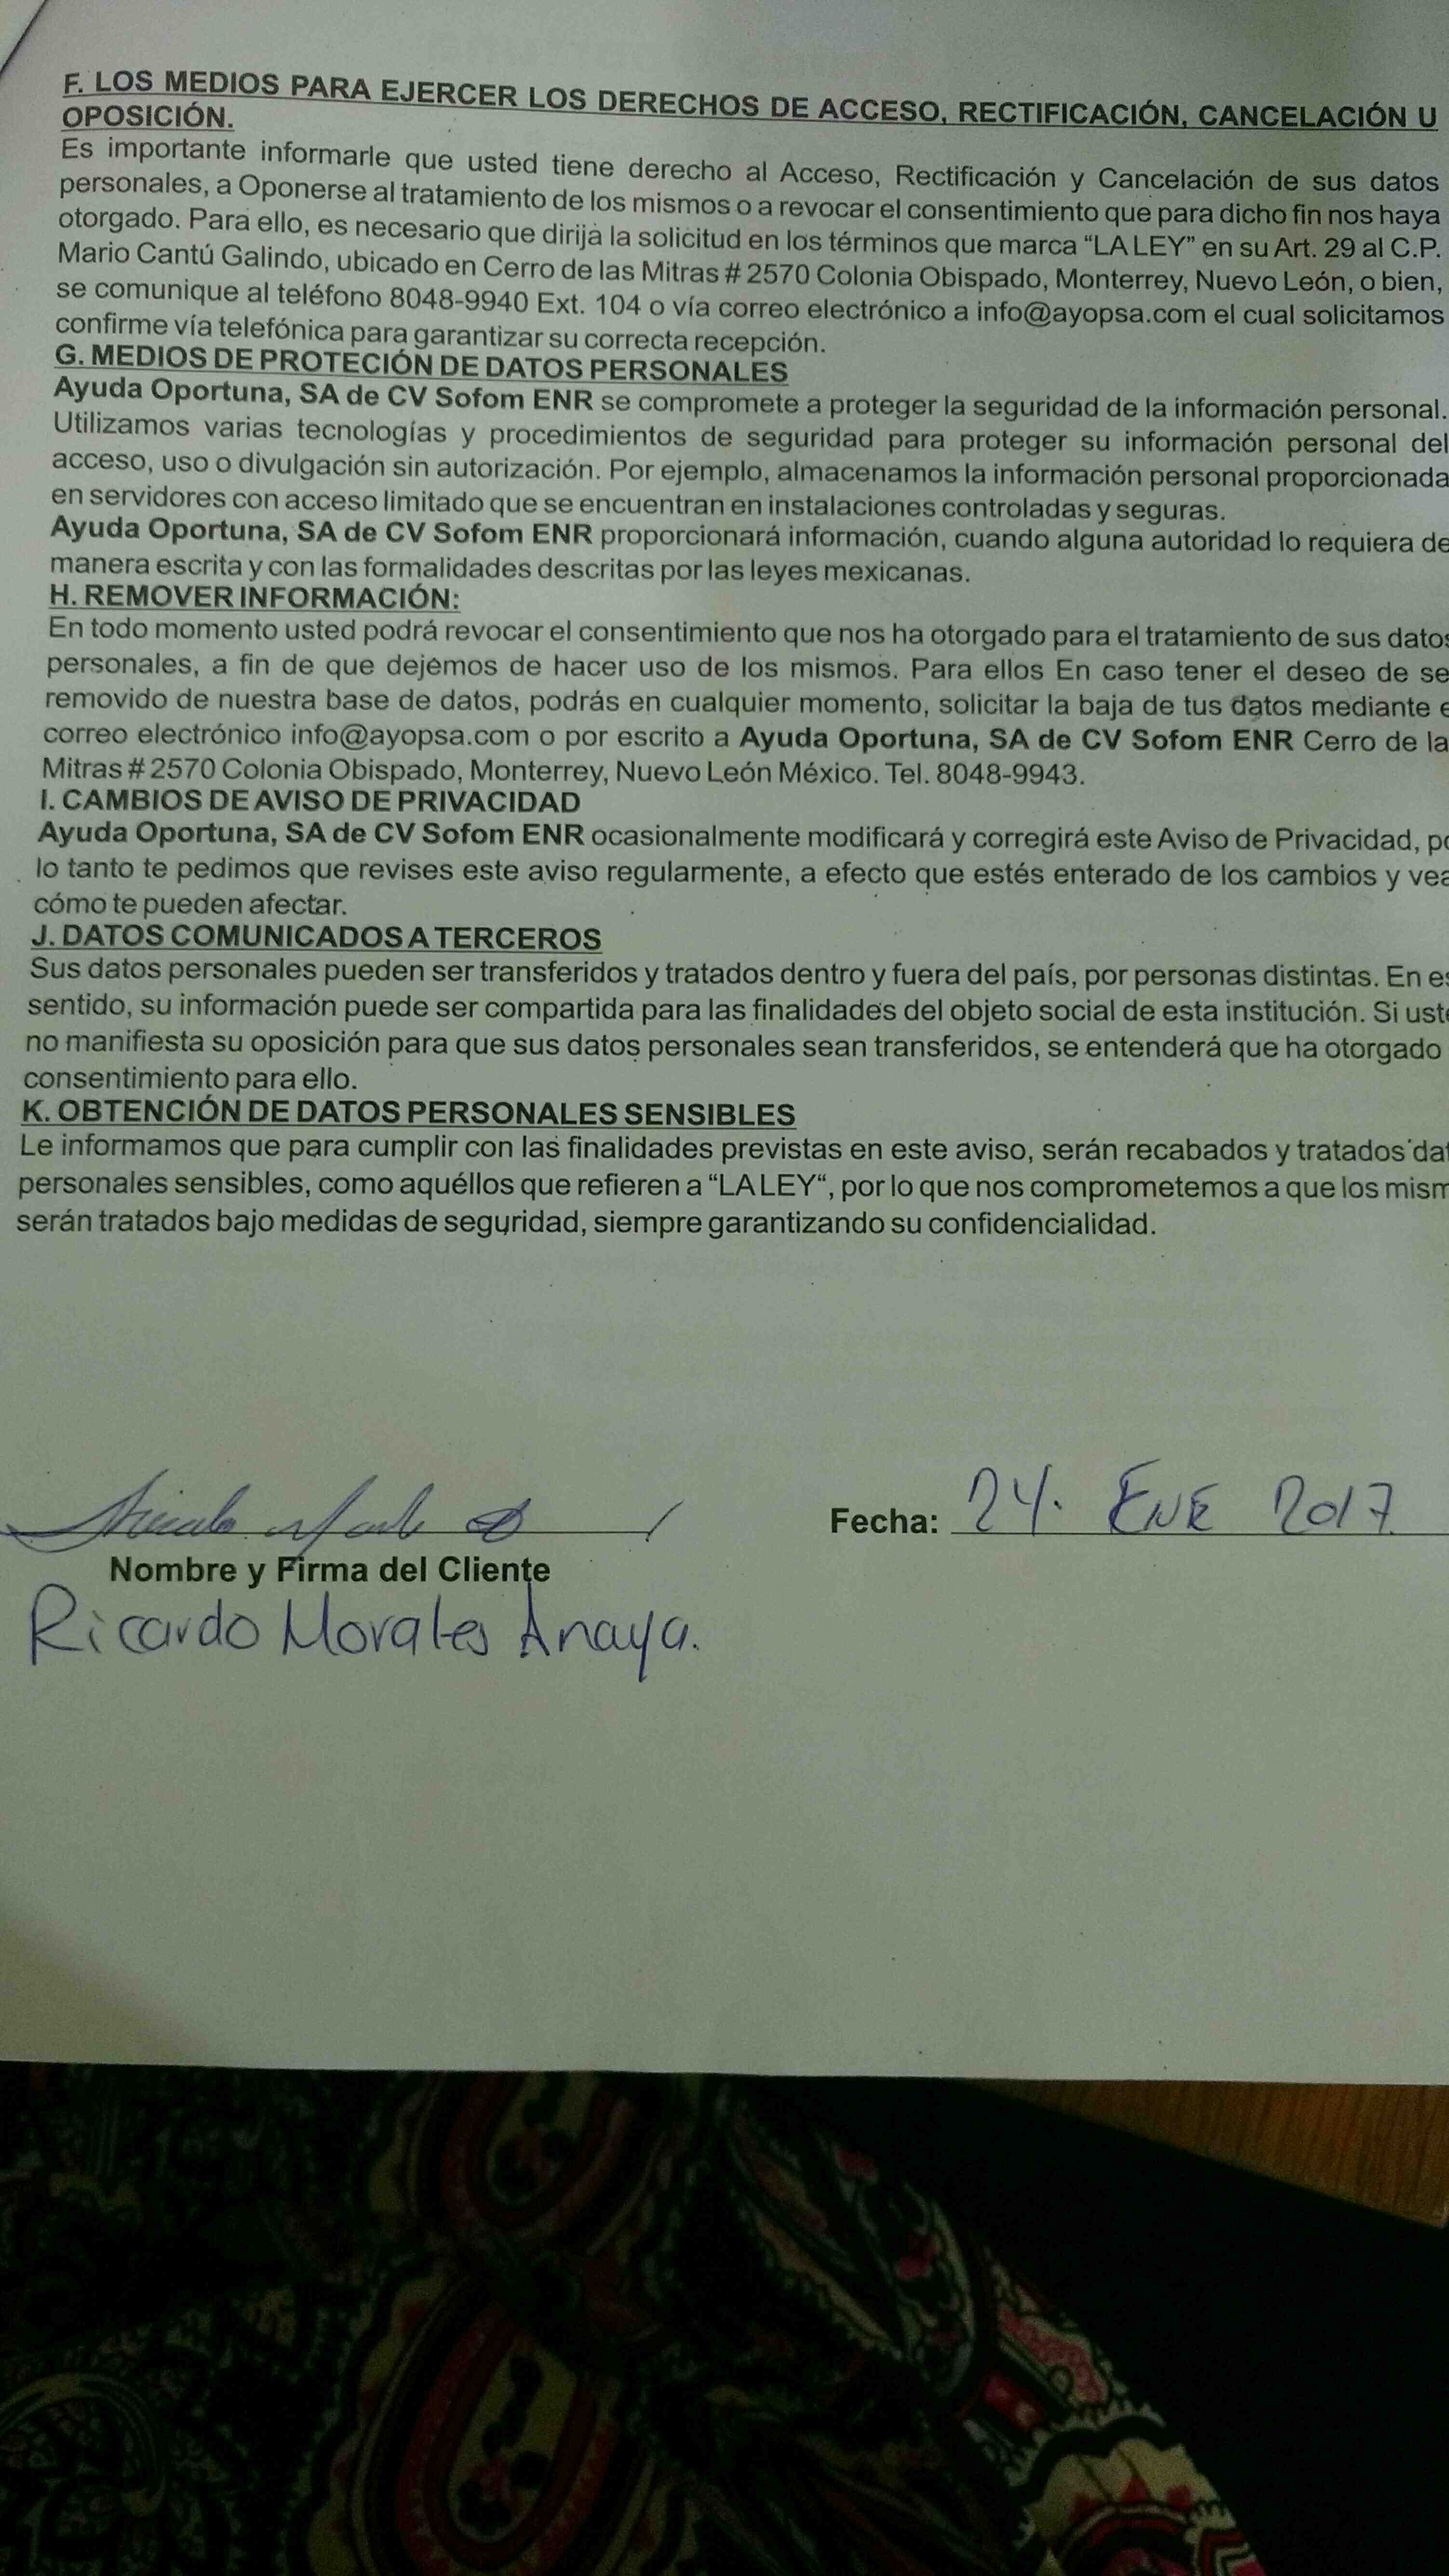 F. LOS MEDIOS PARA EJERCER LOS DERECHOS DE ACCESO, RECTIFICACIÓN, CANCELACIÓN U
OPOSICIÓN.
Es importante informarle que usted tiene derecho al Acceso, Rectificación y Cancelación de sus datos
personales, a Oponerse al tratamiento de los mismos o a revocar el consentimiento que para dicho fin nos haya
otorgado. Para ello, es necesario que dirija la solicitud en los términos que marca “LA LEY” en su Art. 29 al C.P.
Mario Cantú Galindo, ubicado en Cerro de las Mitras # 2570 Colonia Obispado, Monterrey, Nuevo León, o bien,
se comunique al teléfono 8048-9940 Ext. 104 o vía correo electrónico a info@ayopsa.com el cual solicitamos
confirme vía telefónica para garantizar su correcta recepción.
G. MEDIOS DE PROTECIÓN DE DATOS PERSONALES
Ayuda Oportuna, SA de CV Sofom ENR se compromete a proteger la seguridad de la información personal.
Utilizamos varias tecnologías y procedimientos de seguridad para proteger su información personal del
acceso, uso o divulgación sin autorización. Por ejemplo, almacenamos la información personal proporcionada
en servidores con acceso limitado que se encuentran en instalaciones controladas y seguras.
Ayuda Oportuna, SA de CV Sofom ENR proporcionará información, cuando alguna autoridad lo requiera de
manera escrita y con las formalidades descritas por las leyes mexicanas.
H. REMOVER INFORMACIÓN:
En todo momento usted podrá revocar el consentimiento que nos ha otorgado para el tratamiento de sus datos
personales, a fin de que dejemos de hacer uso de los mismos. Para ellos En caso tener el deseo de se
removido de nuestra base de datos, podrás en cualquier momento, solicitar la baja de tus datos mediante e
correo electrónico info@ayopsa.com o por escrito a Ayuda Oportuna, SA de CV Sofom ENR Cerro de la
Mitras # 2570 Colonia Obispado, Monterrey, Nuevo León México. Tel. 8048-9943.
I. CAMBIOS DE AVISO DE PRIVACIDAD
Ayuda Oportuna, SA de CV Sofom ENR ocasionalmente modificará y corregirá este Aviso de Privacidad, po
lo tanto te pedimos que revises este aviso regularmente, a efecto que estés enterado de los cambios y vea
cómo te pueden afectar.
J. DATOS COMUNICADOS A TERCEROS
Sus datos personales pueden ser transferidos y tratados dentro y fuera del país, por personas distintas. En es
sentido, su información puede ser compartida para las finalidades del objeto social de esta institución. Si uste
no manifiesta su oposición para que sus datos personales sean transferidos, se entenderá que ha otorgado
consentimiento para ello.
K. OBTENCIÓN DE DATOS PERSONALES SENSIBLES
Le informamos que para cumplir con las finalidades previstas en este aviso, serán recabados y tratados dat
personales sensibles, como aquéllos que refieren a “LA LEY“, por lo que nos comprometemos a que los mism
serán tratados bajo medidas de seguridad, siempre garantizando su confidencialidad.
Fecha: 24. ENE 2017
Nombre y Firma del Cliente
Ricardo Morales Anaya.